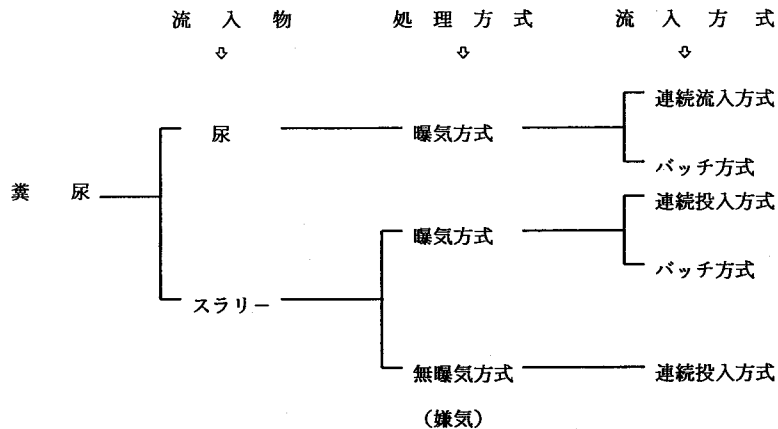 流入物 処理方式 流入方式
⇩ ⇩ ⇩
連続流入方式
尿 曝気方式
バッチ方式
糞尿
連続投入方式
曝気方式
バッチ方式
スラリー
無曝気方式 連続投入方式
（嫌気）